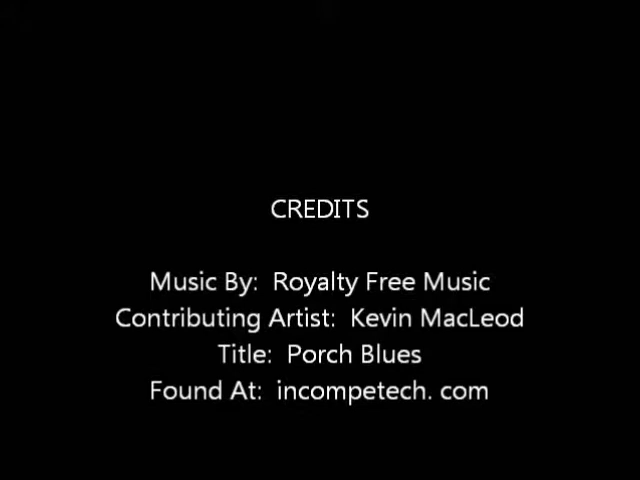 CREDITS
Music By: Royalty Free Music
Contributing Artist: Kevin MacLeod
Title: Porch Blues
Found At: incompetech. com